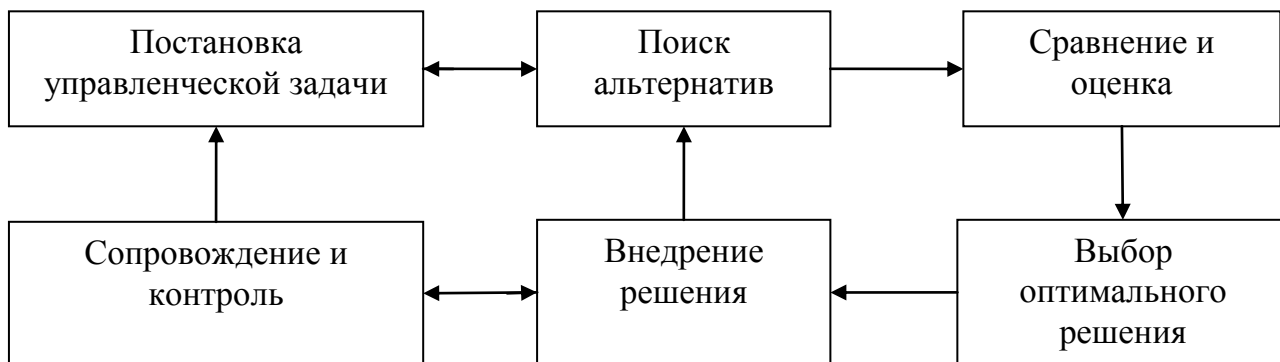 Постановка
управленческой задачи
Поиск
альтернатив
Сравнение и
оценка
Сопровождение и
контроль
Внедрение
решения
Выбор
оптимального
решения